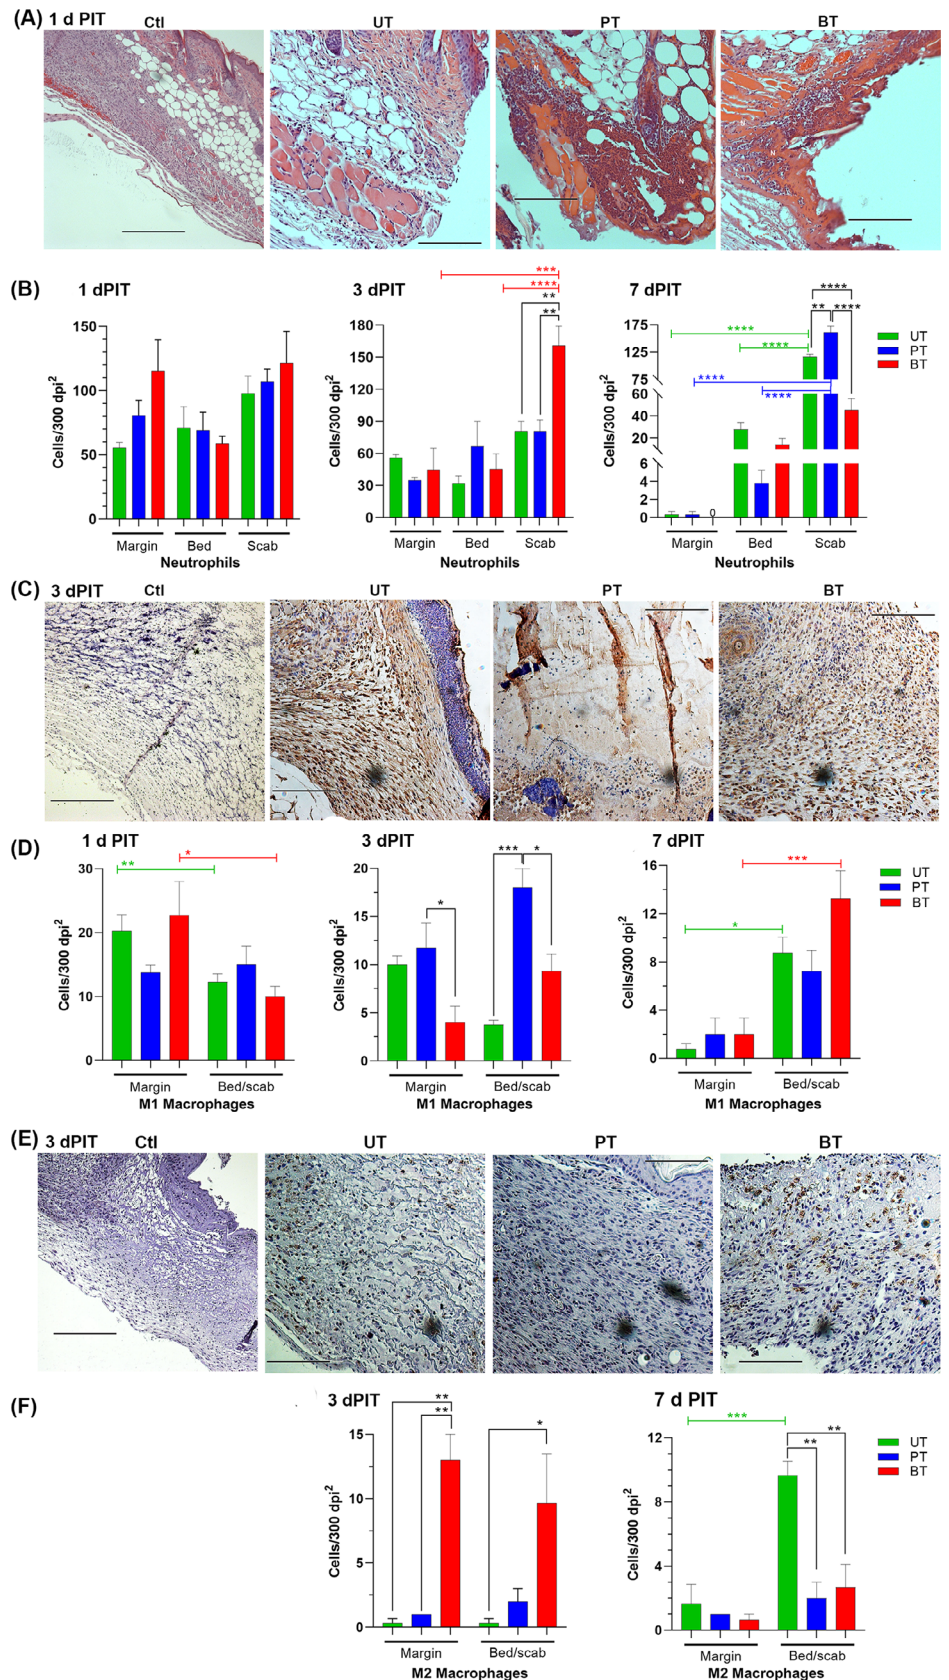 (A) 1 d PIT Ctl UT PT BT
N N N N N
(B) 1 dPIT 3 dPIT 7 dPIT
Cells/300 dpi²
150
100
50
0
Margin Bed Scab
Neutrophils
Cells/300 dpi²
180
150
120
90
60
30
0
*** 
****
**
**
Margin Bed Scab
Neutrophils
Cells/300 dpi²
175
125
75
60
40
20
6
4
2
0
****
** ****
****
****
****
****
0
Margin Bed Scab
Neutrophils
UT
PT
BT
(C) 3 dPIT Ctl UT PT BT
(D) 1 d PIT 3 dPIT 7 dPIT
Cells/300 dpi²
30
20
10
0
** *
Margin Bed/scab
M1 Macrophages
Cells/300 dpi²
20
15
10
5
0
*** *
*
Margin Bed/scab
M1 Macrophages
Cells/300 dpi²
16
12
8
4
0
***
*
Margin Bed/scab
M1 Macrophages
UT
PT
BT
(E) 3 dPIT Ctl UT PT BT
(F) 3 dPIT 7 d PIT
Cells/300 dpi²
15
10
5
0
**
**
*
Margin Bed/scab
M2 Macrophages
Cells/300 dpi²
12
8
4
2
0
***
**
**
Margin Bed/scab
M2 Macrophages
UT
PT
BT